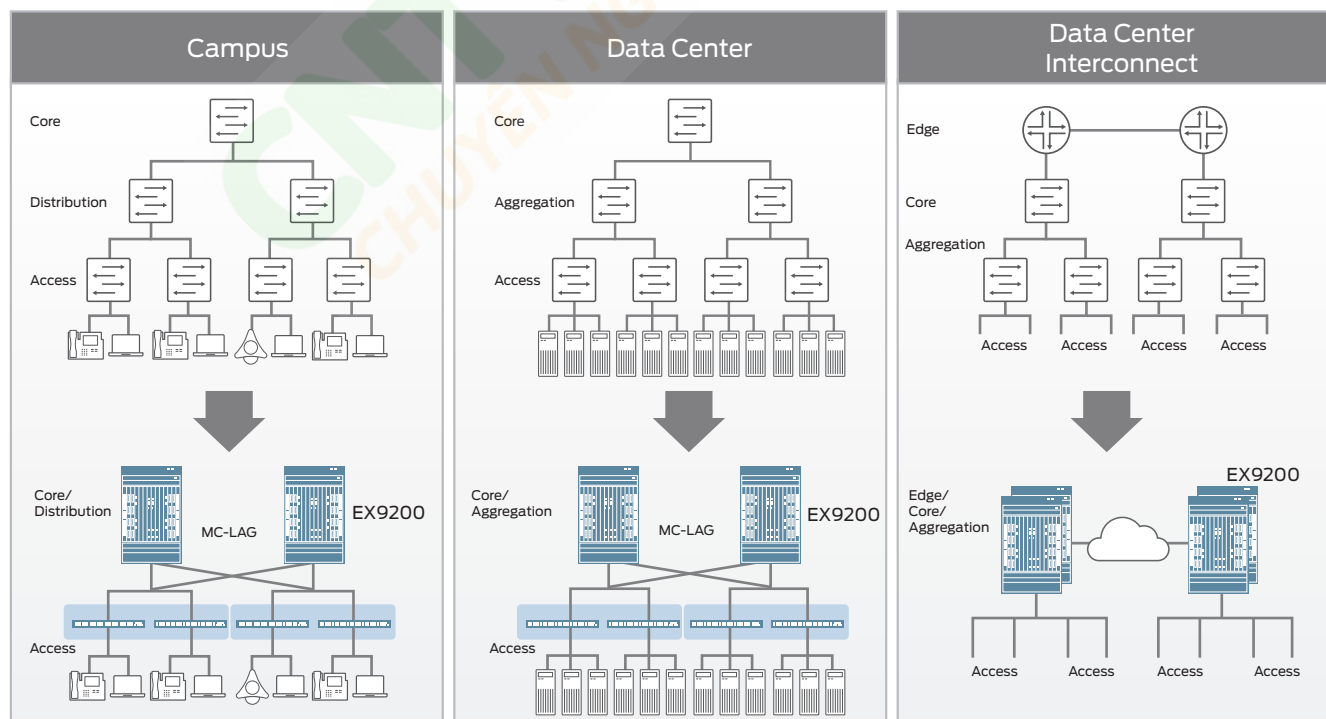 Campus
Core
Distribution
Access
Core/
Distribution
MC-LAG
EX9200
Access
Data Center
Core
Aggregation
Access
Core/
Aggregation
MC-LAG
EX9200
Access
Data Center
Interconnect
Edge
Core
Aggregation
Access
Access
Access
Access
EX9200
Edge/
Core/
Aggregation
Access
Access
Access
Access